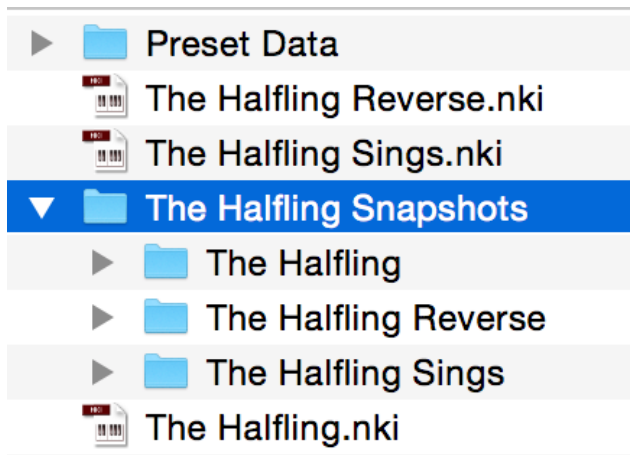 Preset Data
The Halfling Reverse.nki
The Halfling Sings.nki
The Halfling Snapshots
The Halfling
The Halfling Reverse
The Halfling Sings
The Halfling.nki